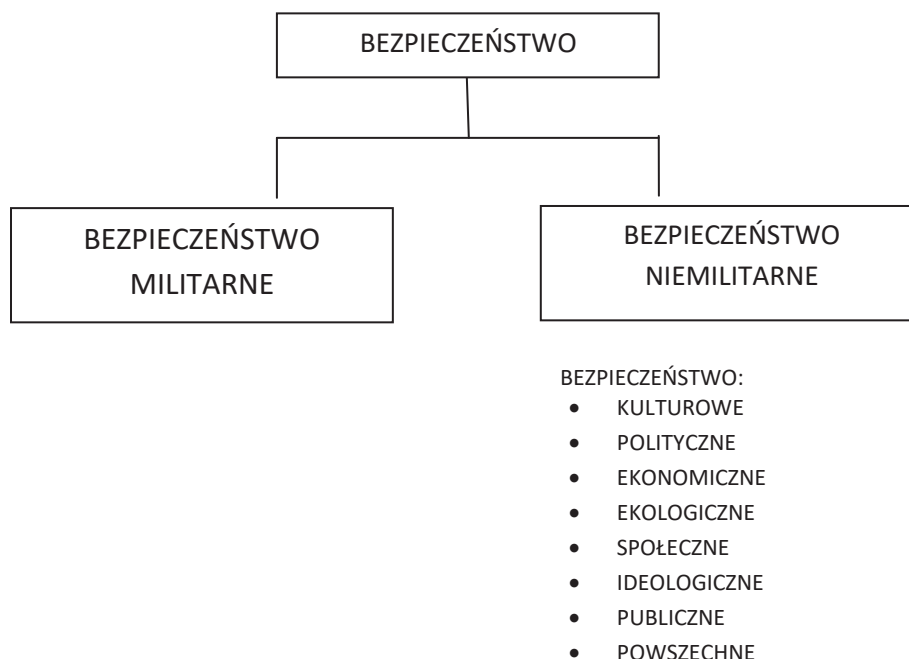 BEZPIECZEŃSTWO
BEZPIECZEŃSTWO
MILITARNE
BEZPIECZEŃSTWO
NIEMILITARNE
BEZPIECZEŃSTWO:
• KULTUROWE
• POLITYCZNE
• EKONOMICZNE
• EKOLOGICZNE
• SPOŁECZNE
• IDEOLOGICZNE
• PUBLICZNE
• POWSZECHNE